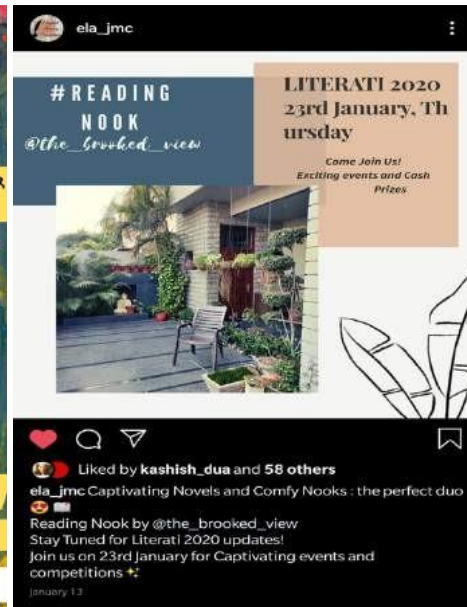 ela_jmc
#READING
NOOK
@the_brooked_view
LITERATI 2020
23rd January, Th
ursday
Come Join Us!
Exciting events and Cash
Prizes
Liked by kashish_dua and 58 others
ela_jmc Captivating Novels and Comfy Nooks : the perfect duo
😍 📖
Reading Nook by @the_brooked_view
Stay Tuned for Literati 2020 updates!
Join us on 23rd January for Captivating events and
competitions ✨
January 13